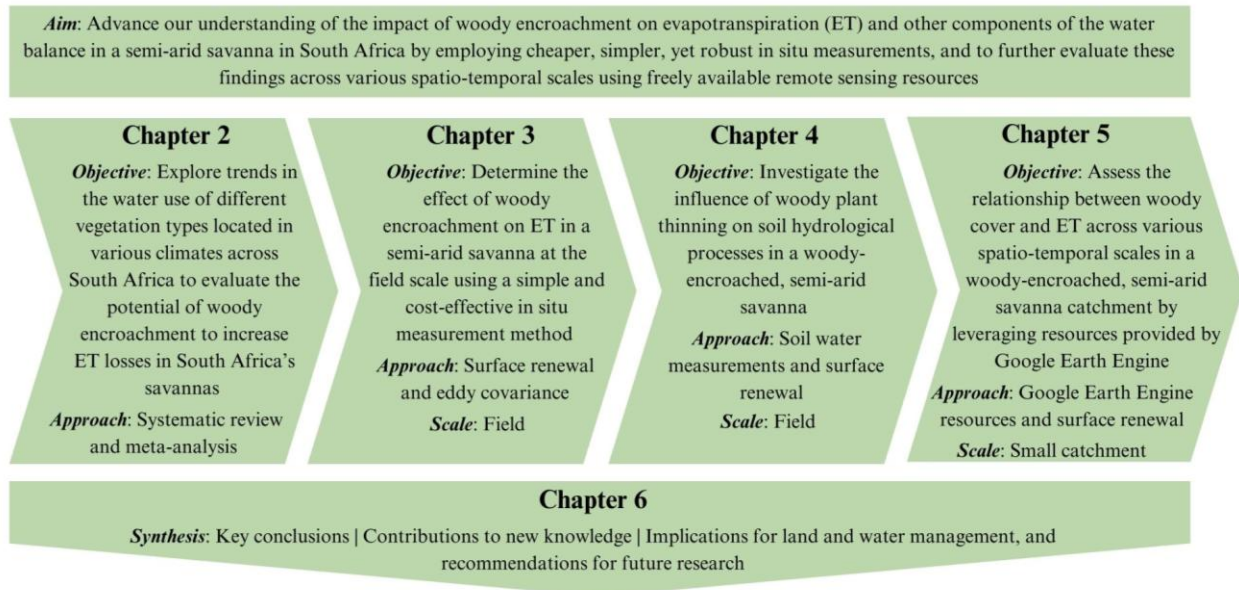 Aim: Advance our understanding of the impact of woody encroachment on evapotranspiration (ET) and other components of the water
balance in a semi-arid savanna in South Africa by employing cheaper, simpler, yet robust in situ measurements, and to further evaluate these
findings across various spatio-temporal scales using freely available remote sensing resources
Chapter 2
Objective: Explore trends in
the water use of different
vegetation types located in
various climates across
South Africa to evaluate the
potential of woody
encroachment to increase
ET losses in South Africa's
savannas
Approach: Systematic review
and meta-analysis
Chapter 3
Objective: Determine the
effect of woody
encroachment on ET in a
semi-arid savanna at the
field scale using a simple and
cost-effective in situ
measurement method
Approach: Surface renewal
and eddy covariance
Scale: Field
Chapter 4
Objective: Investigate the
influence of woody plant
thinning on soil hydrological
processes in a woody-
encroached, semi-arid
savanna
Approach: Soil water
measurements and surface
renewal
Scale: Field
Chapter 5
Objective: Assess the
relationship between woody
cover and ET across various
spatio-temporal scales in a
woody-encroached, semi-arid
savanna catchment by
leveraging resources provided by
Google Earth Engine
Approach: Google Earth Engine
resources and surface renewal
Scale: Small catchment
Chapter 6
Synthesis: Key conclusions | Contributions to new knowledge | Implications for land and water management, and
recommendations for future research